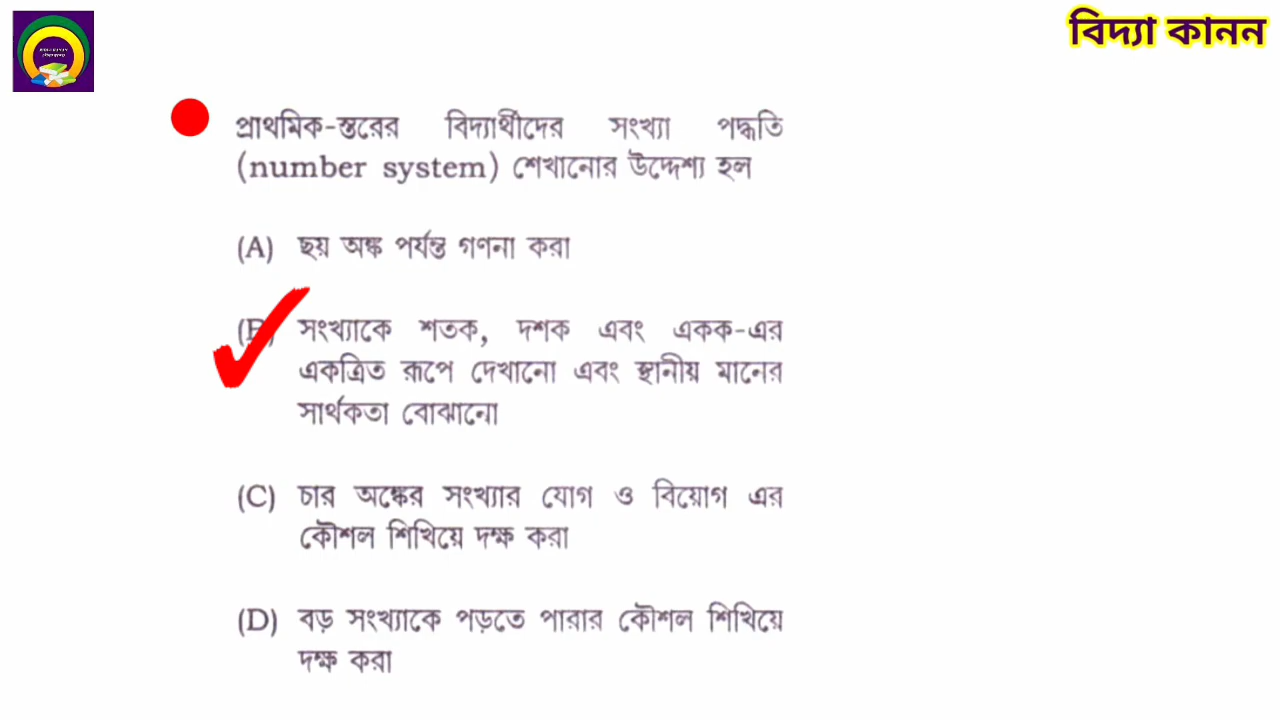 বিদ্যা কানন
প্রাথমিক-স্তরের বিদ্যার্থীদের সংখ্যা পদ্ধতি
(number system) শেখানোর উদ্দেশ্য হল
(A) ছয় অঙ্ক পর্যন্ত গণনা করা
(B) সংখ্যাকে শতক, দশক এবং একক-এর
একত্রিত রূপে দেখানো এবং স্থানীয় মানের
সার্থকতা বোঝানো
(C) চার অঙ্কের সংখ্যার যোগ ও বিয়োগ এর
কৌশল শিখিয়ে দক্ষ করা
(D) বড় সংখ্যাকে পড়তে পারার কৌশল শিখিয়ে
দক্ষ করা